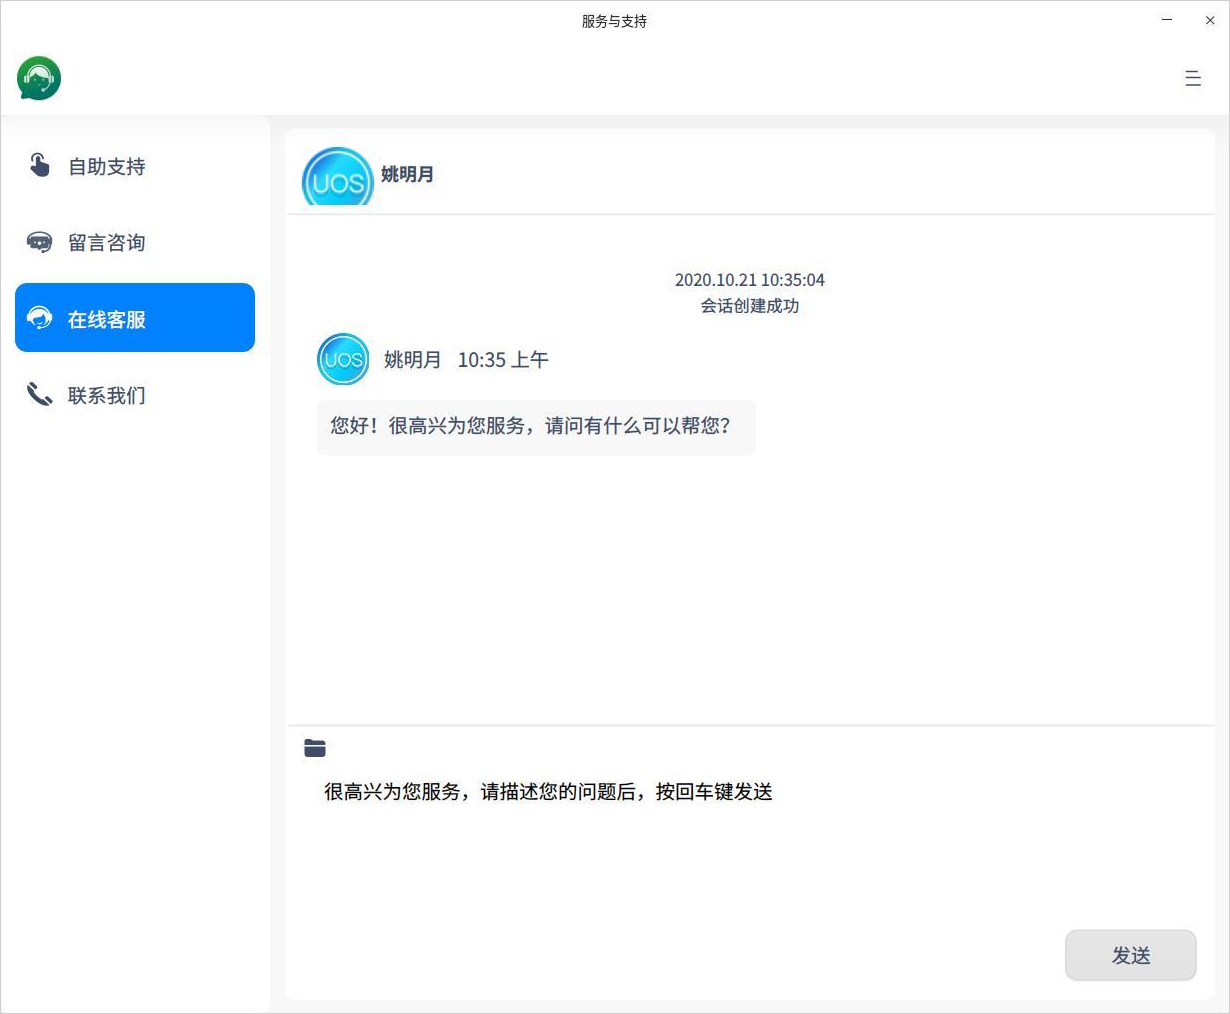 服务与支持
自助支持
留言咨询
在线客服
联系我们
UOS 姚明月
2020.10.21 10:35:04
会话创建成功
UOS 姚明月 10:35 上午
您好！很高兴为您服务，请问有什么可以帮您？
很高兴为您服务，请描述您的问题后，按回车键发送
发送